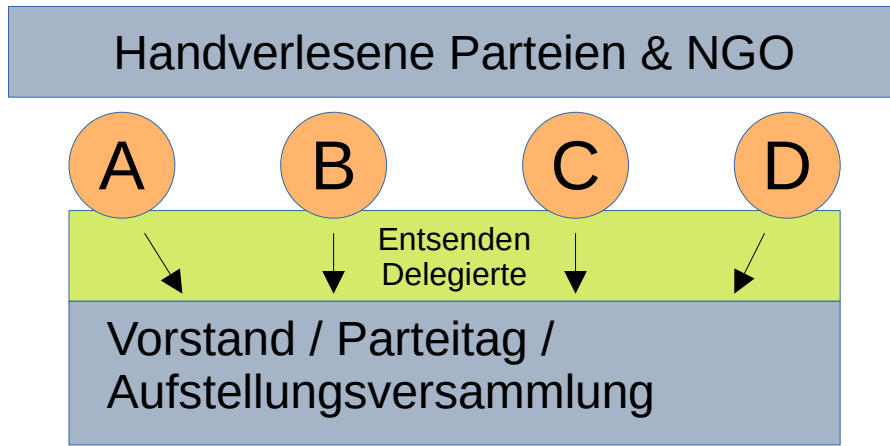 Handverlesene Parteien & NGO
A B C D
Entsenden
Delegierte
Vorstand / Parteitag /
Aufstellungsversammlung